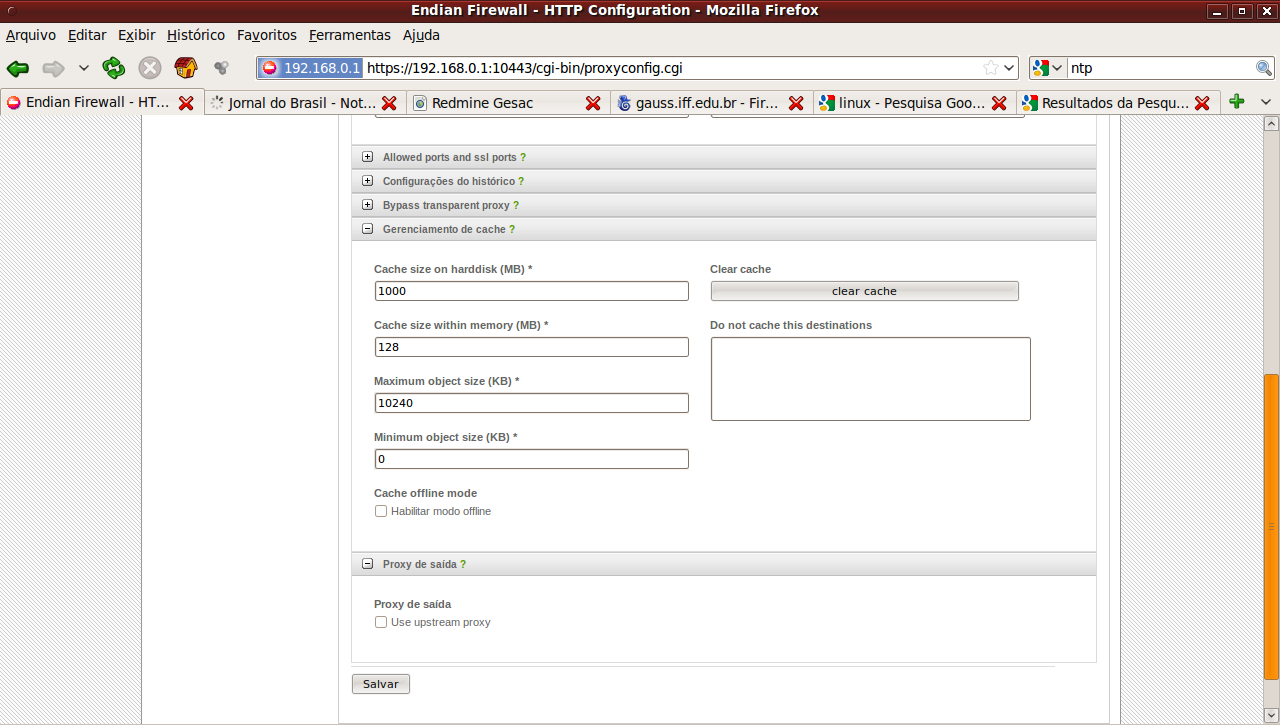 Endian Firewall - HTTP Configuration - Mozilla Firefox
Arquivo Editar Exibir Histórico Favoritos Ferramentas Ajuda
192.168.0.1 https://192.168.0.1:10443/cgi-bin/proxyconfig.cgi ntp
Endian Firewall - HT... Jornal do Brasil - Not... Redmine Gesac gauss.iff.edu.br - Fir... linux - Pesquisa Goo... Resultados da Pesqu...
Allowed ports and ssl ports ?
Configurações do histórico ?
Bypass transparent proxy ?
Gerenciamento de cache ?
Cache size on harddisk (MB) * Clear cache
1000 clear cache
Cache size within memory (MB) * Do not cache this destinations
128
Maximum object size (KB) *
10240
Minimum object size (KB) *
0
Cache offline mode
Habilitar modo offline
Proxy de saída ?
Proxy de saída
Use upstream proxy
Salvar